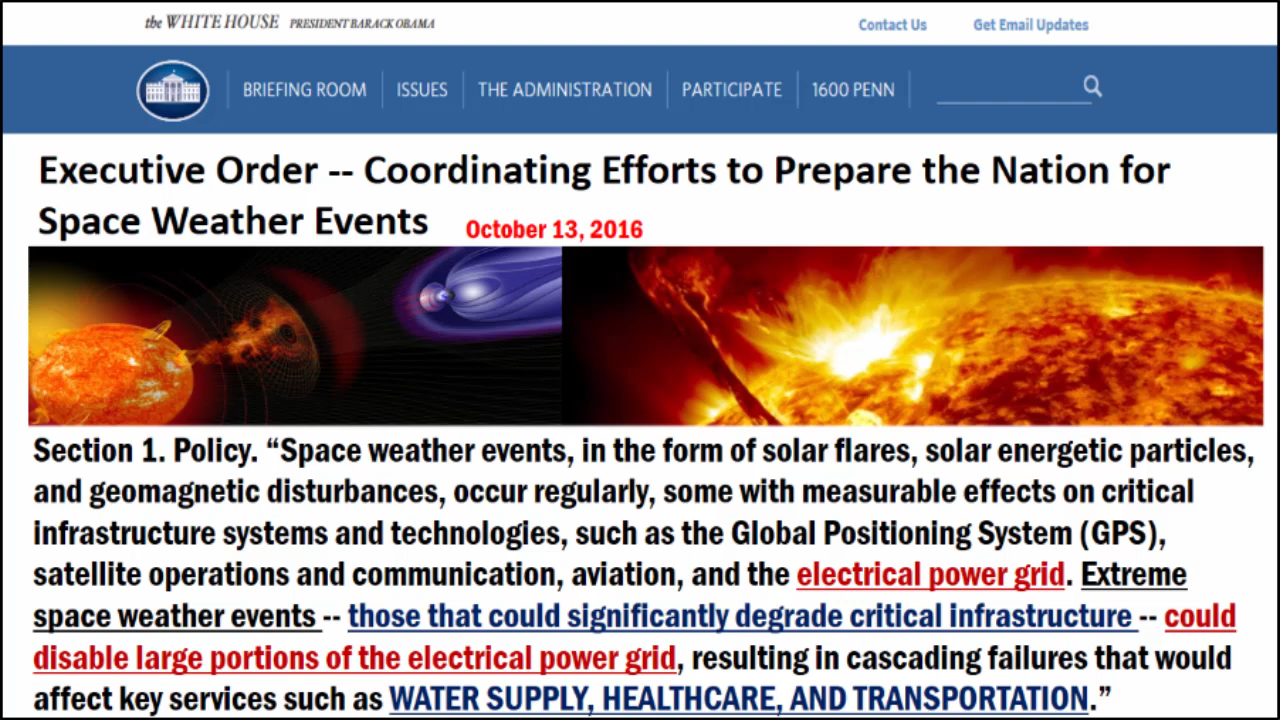 the WHITE HOUSE PRESIDENT BARACK OBAMA
Contact Us Get Email Updates
BRIEFING ROOM ISSUES THE ADMINISTRATION PARTICIPATE 1600 PENN
Executive Order -- Coordinating Efforts to Prepare the Nation for
Space Weather Events October 13, 2016
Section 1. Policy. “Space weather events, in the form of solar flares, solar energetic particles,
and geomagnetic disturbances, occur regularly, some with measurable effects on critical
infrastructure systems and technologies, such as the Global Positioning System (GPS),
satellite operations and communication, aviation, and the electrical power grid. Extreme
space weather events -- those that could significantly degrade critical infrastructure -- could
disable large portions of the electrical power grid, resulting in cascading failures that would
affect key services such as WATER SUPPLY, HEALTHCARE, AND TRANSPORTATION.”